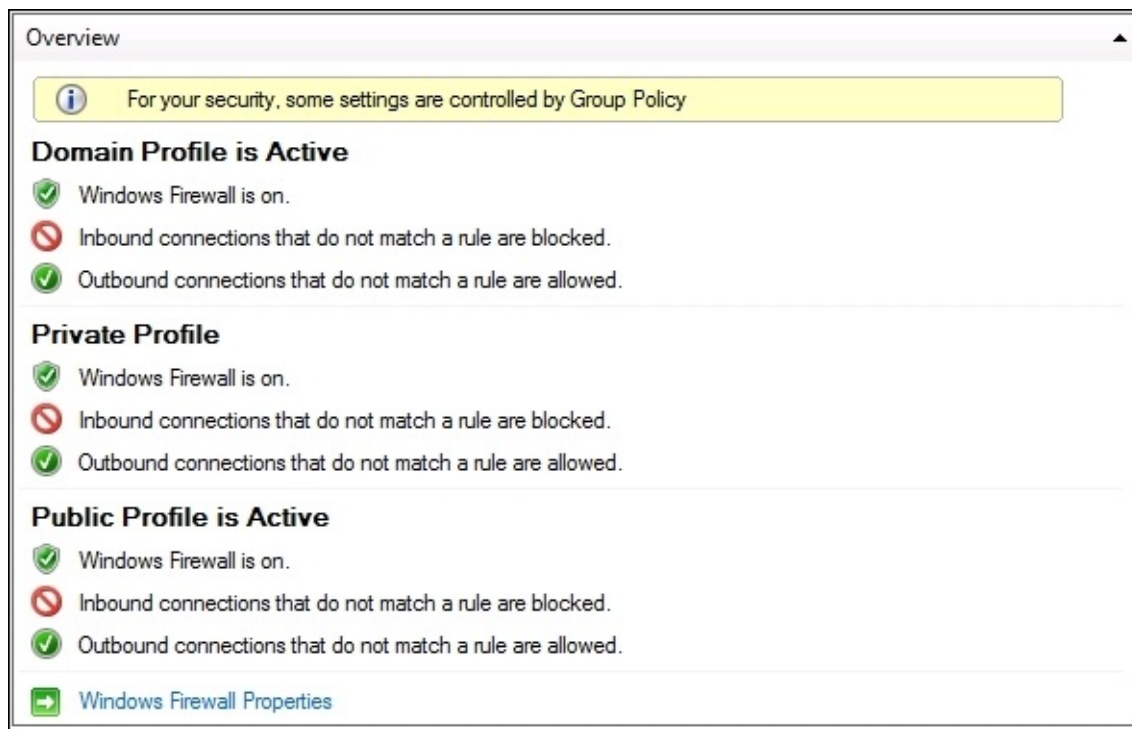 Overview
For your security, some settings are controlled by Group Policy
Domain Profile is Active
Windows Firewall is on.
Inbound connections that do not match a rule are blocked.
Outbound connections that do not match a rule are allowed.
Private Profile
Windows Firewall is on.
Inbound connections that do not match a rule are blocked.
Outbound connections that do not match a rule are allowed.
Public Profile is Active
Windows Firewall is on.
Inbound connections that do not match a rule are blocked.
Outbound connections that do not match a rule are allowed.
Windows Firewall Properties